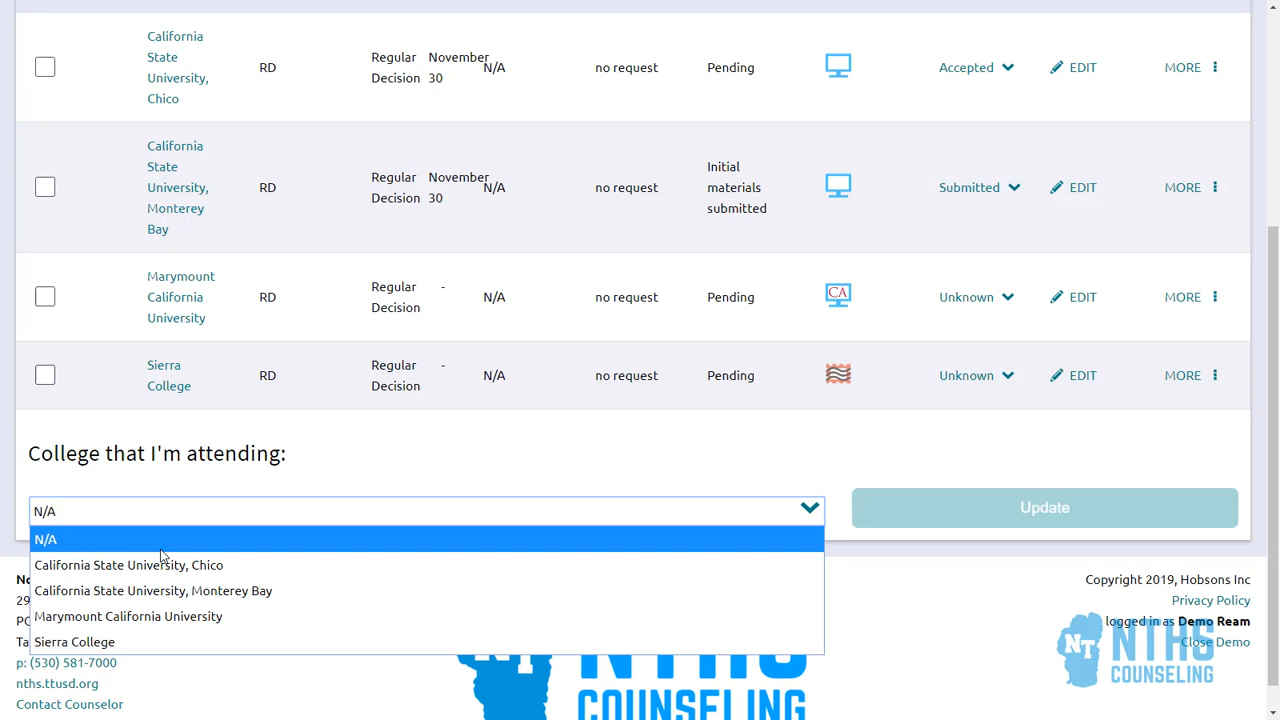 California
State
University,
Chico
RD
Regular
Decision
November
30
N/A
no request
Pending
Accepted
EDIT
MORE
California
State
University,
Monterey
Bay
RD
Regular
Decision
November
30
N/A
no request
Initial
materials
submitted
Submitted
EDIT
MORE
Marymount
California
University
RD
Regular
Decision
-
N/A
no request
Pending
CA
Unknown
EDIT
MORE
Sierra
College
RD
Regular
Decision
-
N/A
no request
Pending
Unknown
EDIT
MORE
College that I'm attending:
N/A
Update
N/A
California State University, Chico
California State University, Monterey Bay
Marymount California University
Sierra College
p: (530) 581-7000
nths.ttusd.org
Contact Counselor
NT
COUNSELING
Copyright 2019, Hobsons Inc
Privacy Policy
logged in as Demo Ream
Close Demo
NT NTHS
COUNSELING